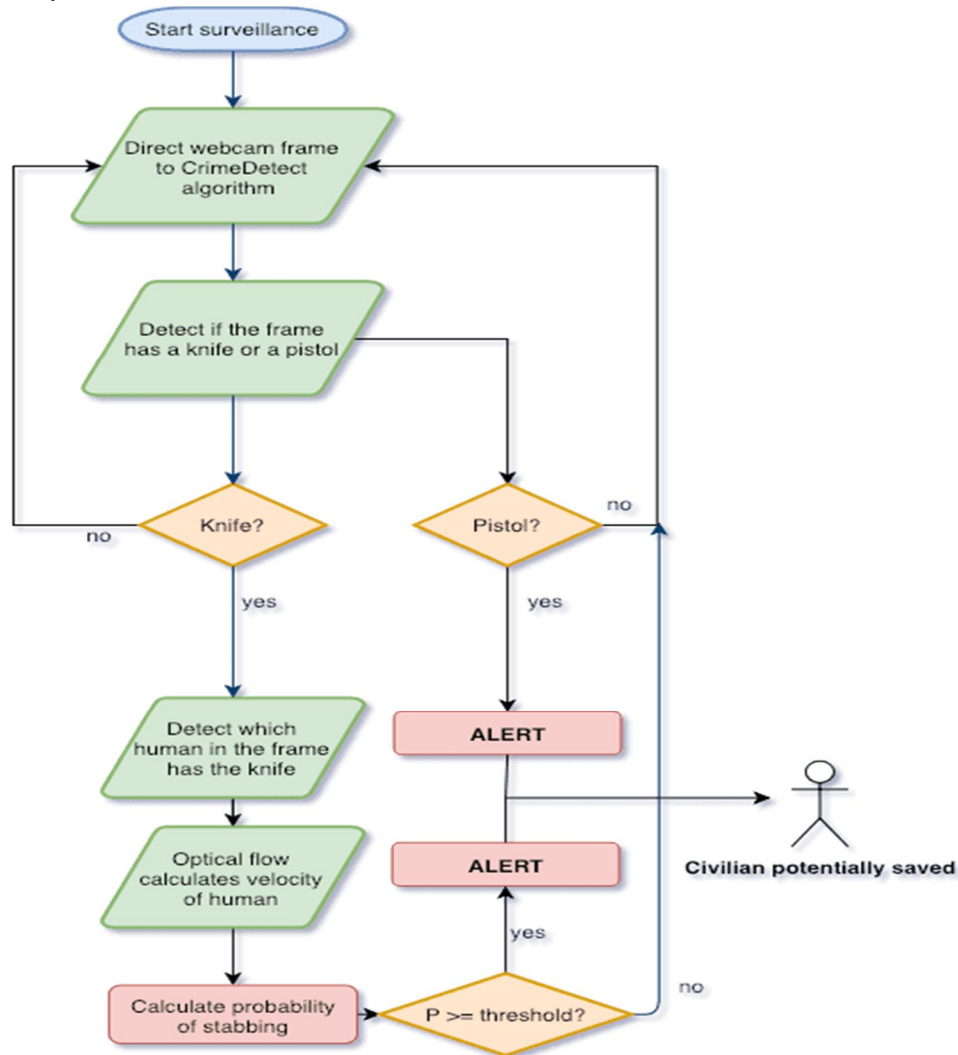 Start surveillance
Direct webcam frame
to CrimeDetect
algorithm
Detect if the frame
has a knife or a pistol
Knife?
no
Pistol?
no
yes
yes
Detect which
human in the frame
has the knife
ALERT
Optical flow
calculates velocity
of human
ALERT
Civilian potentially saved
yes
Calculate probability
of stabbing
P >= threshold?
no